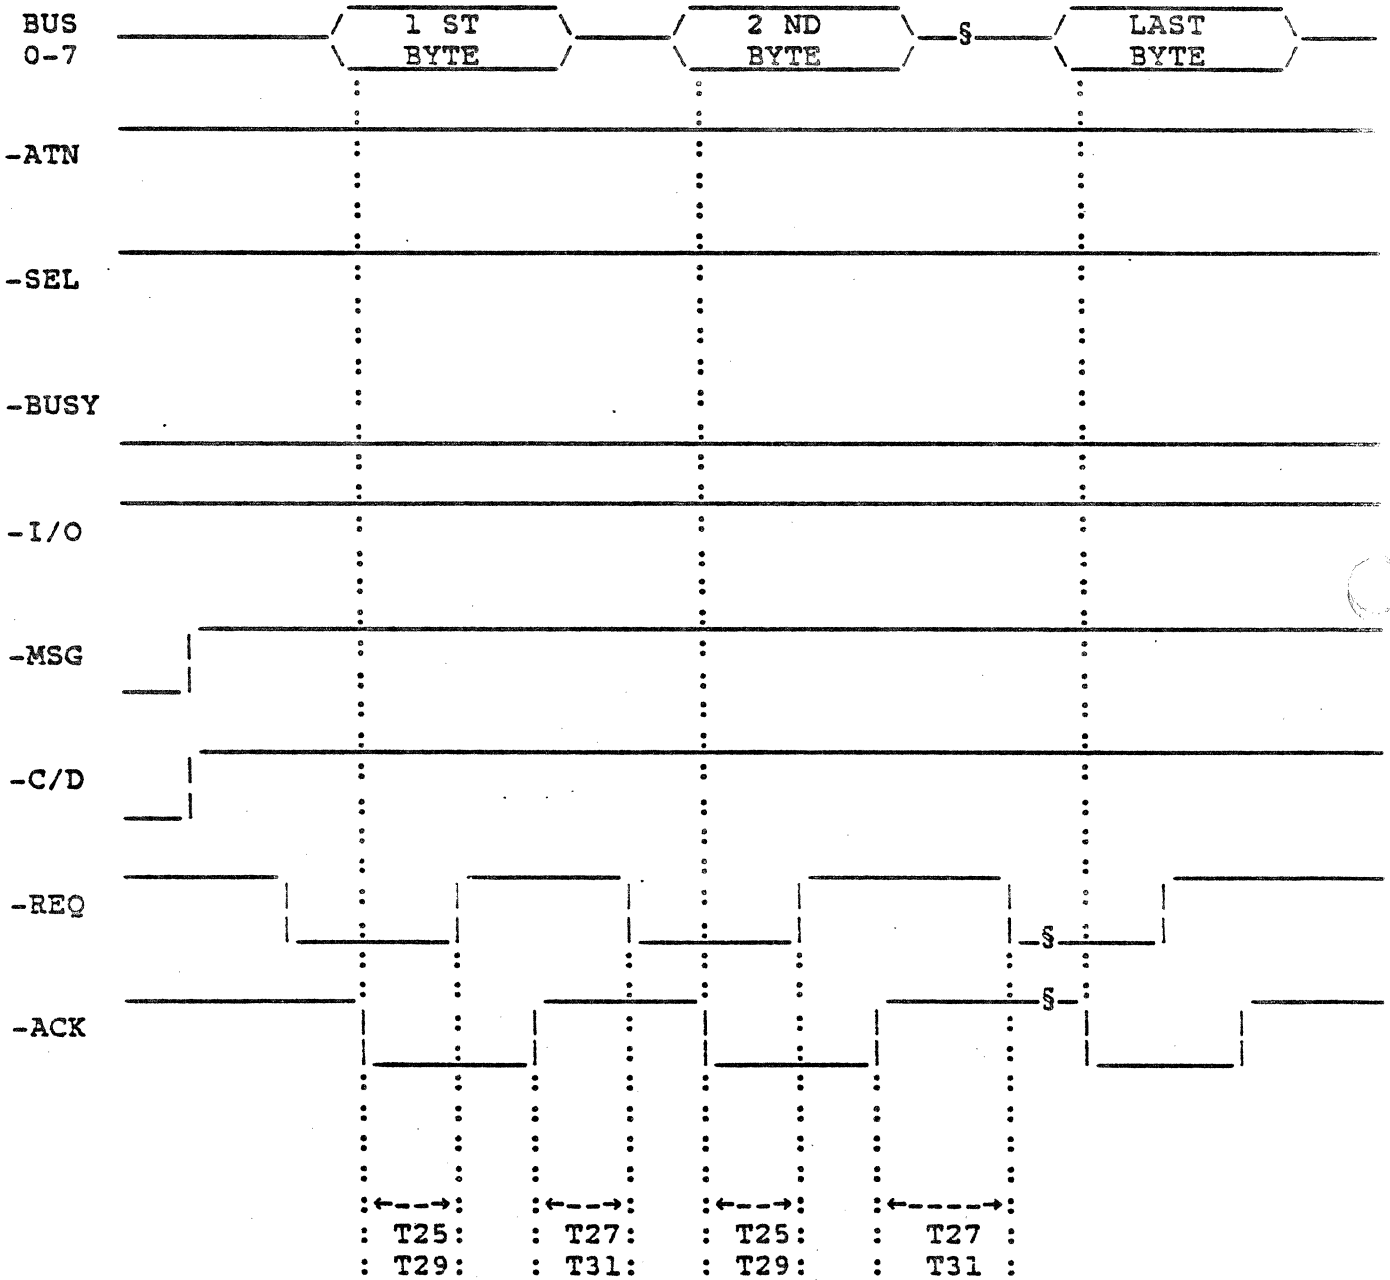 BUS 1 ST 2 ND LAST
0-7 BYTE BYTE BYTE
-ATN
-SEL
-BUSY
-I/O
-MSG
-C/D
-REQ
§
-ACK
§
T25 T27 T25 T27
T29 T31 T29 T31